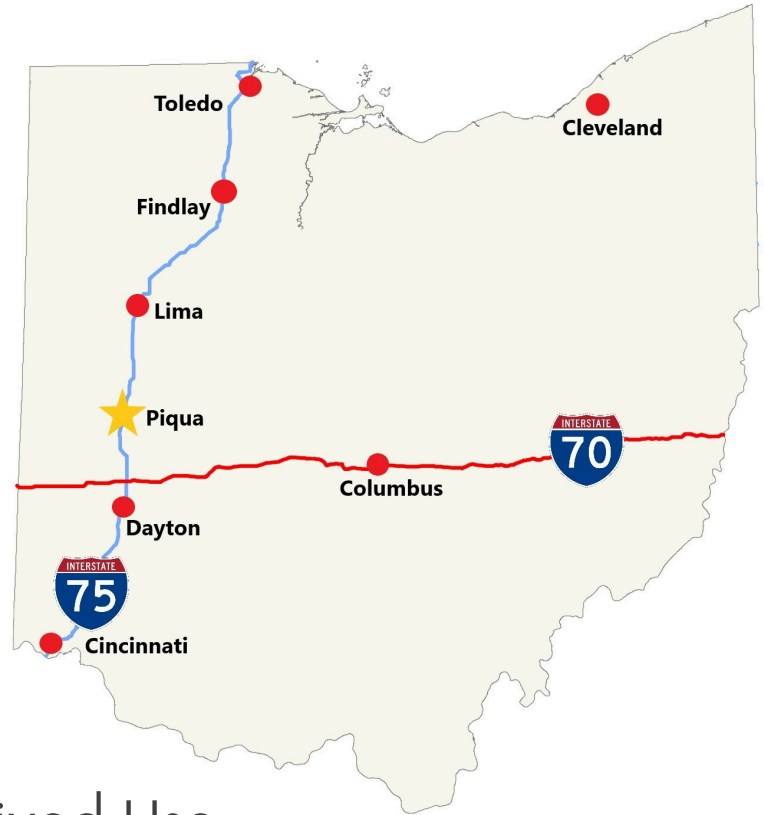 Toledo
Cleveland
Findlay
Lima
Piqua
INTERSTATE
70
Columbus
Dayton
INTERSTATE
75
Cincinnati